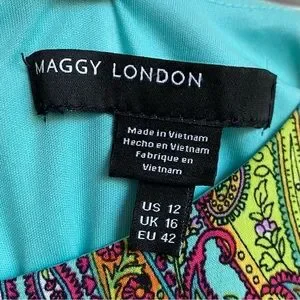 MAGGY LONDON
Made in Vietnam
Hecho en Vietnam
Fabrique en
Vietnam
US 12
UK 16
EU 42